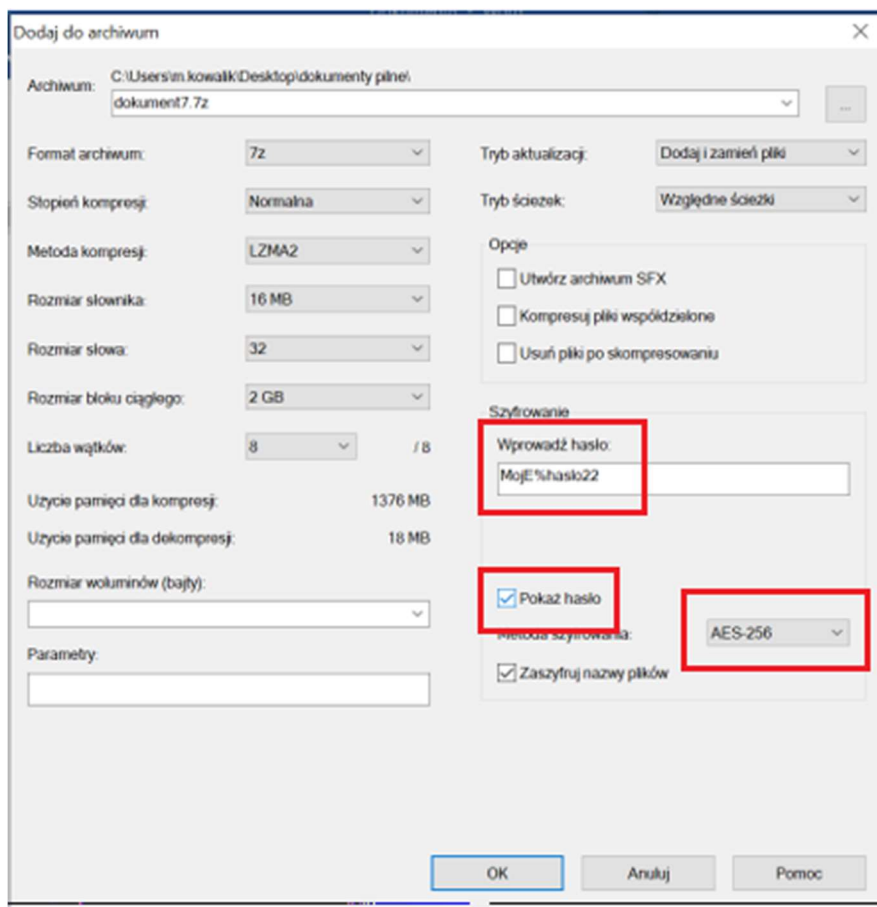 Dodaj do archiwum
Archiwum:
C:\Users\m.kowalik\Desktop\dokumenty pilne\
dokument7.7z
...
Format archiwum:
7z
Stopień kompresji:
Normalna
Metoda kompresji:
LZMA2
Rozmiar słownika:
16 MB
Rozmiar słowa:
32
Rozmiar bloku ciągłego:
2 GB
Liczba wątków:
8
/ 8
Użycie pamięci dla kompresji:
1376 MB
Użycie pamięci dla dekompresji:
18 MB
Rozmiar woluminów (bajty):
Parametry:
Tryb aktualizacji:
Dodaj i zamień pliki
Tryb ścieżek:
Względne ścieżki
Opcje
Utwórz archiwum SFX
Kompresuj pliki współdzielone
Usuń pliki po skompresowaniu
Szyfrowanie
Wprowadź hasło:
MojE%haslo22
Pokaż hasło
Metoda szyfrowania:
AES-256
Zaszyfruj nazwy plików
OK
Anuluj
Pomoc